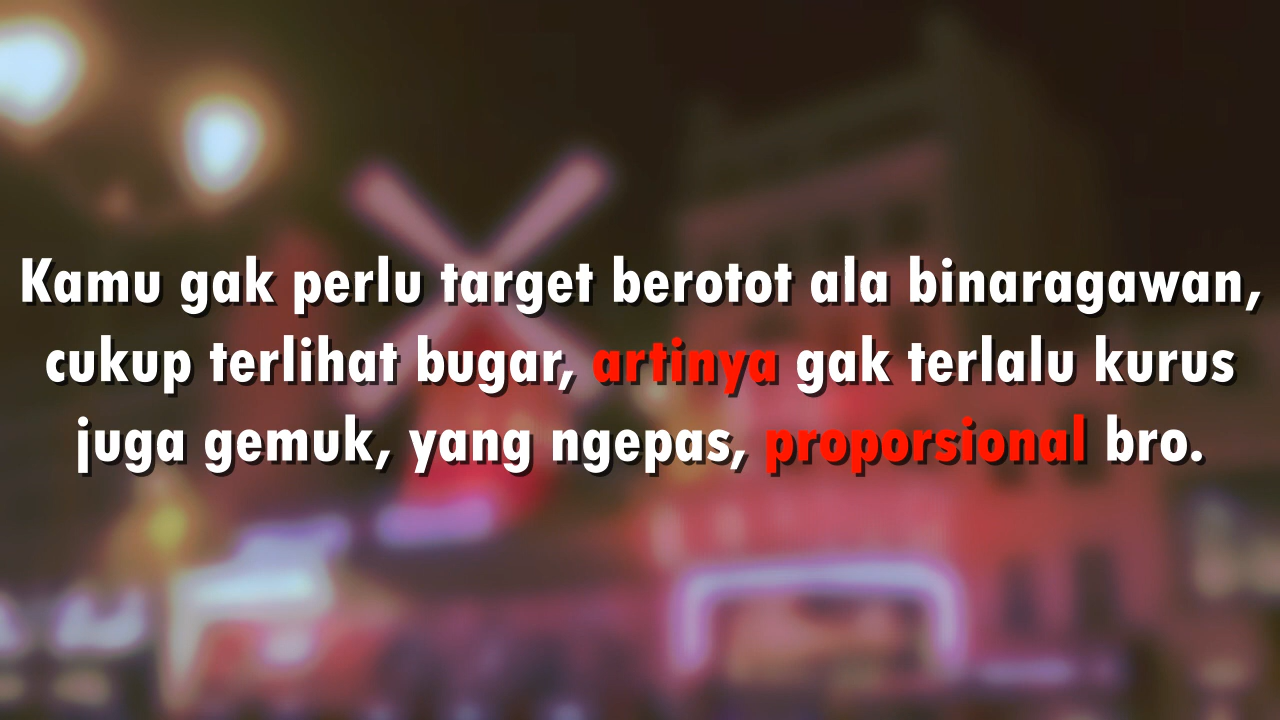 Kamu gak perlu target berotot ala binaragawan,
cukup terlihat bugar, artinya gak terlalu kurus
juga gemuk, yang ngepas, proporsional bro.